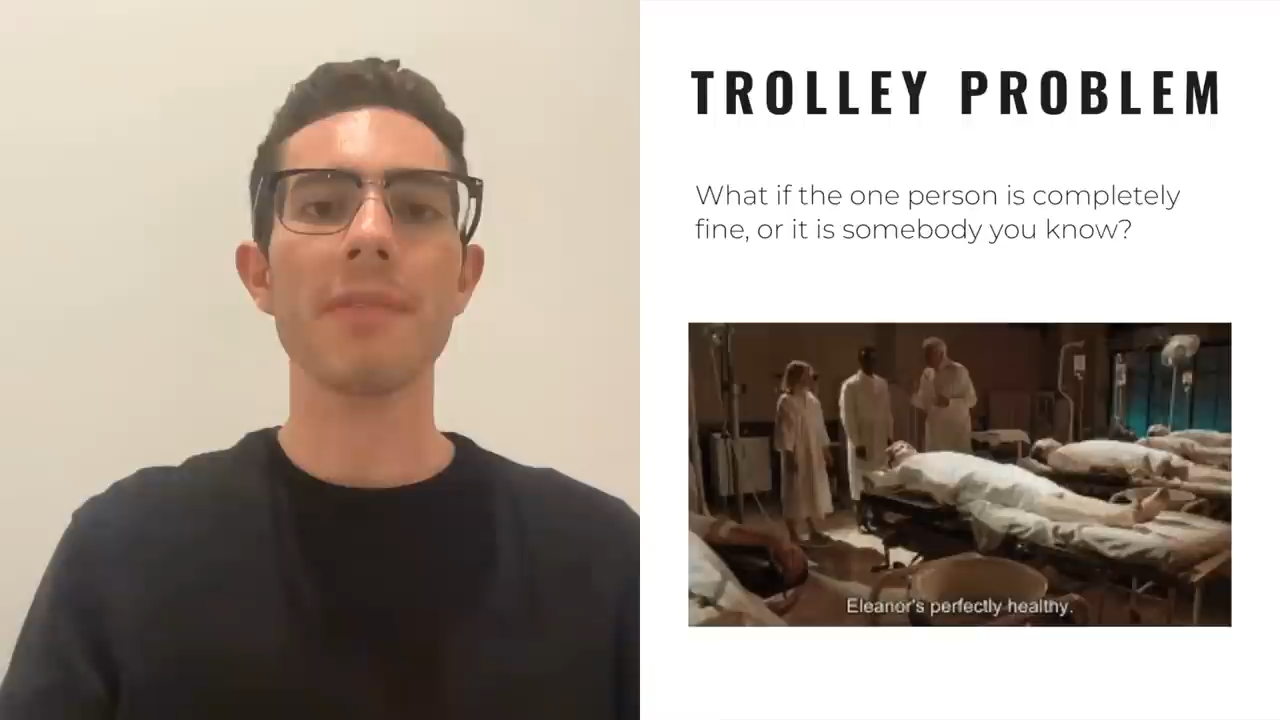 TROLLEY PROBLEM
What if the one person is completely
fine, or it is somebody you know?
Eleanor's perfectly healthy.